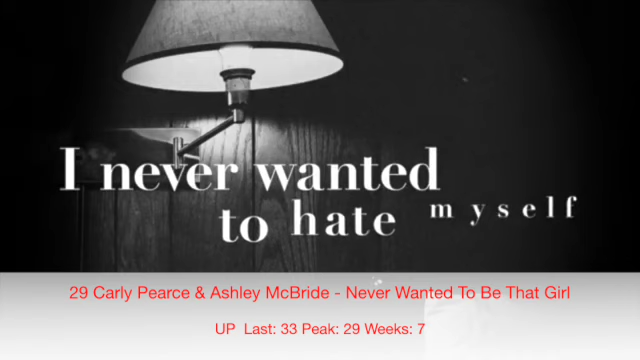 I never wanted
to hate myself
29 Carly Pearce & Ashley McBride - Never Wanted To Be That Girl
UP  Last: 33 Peak: 29 Weeks: 7